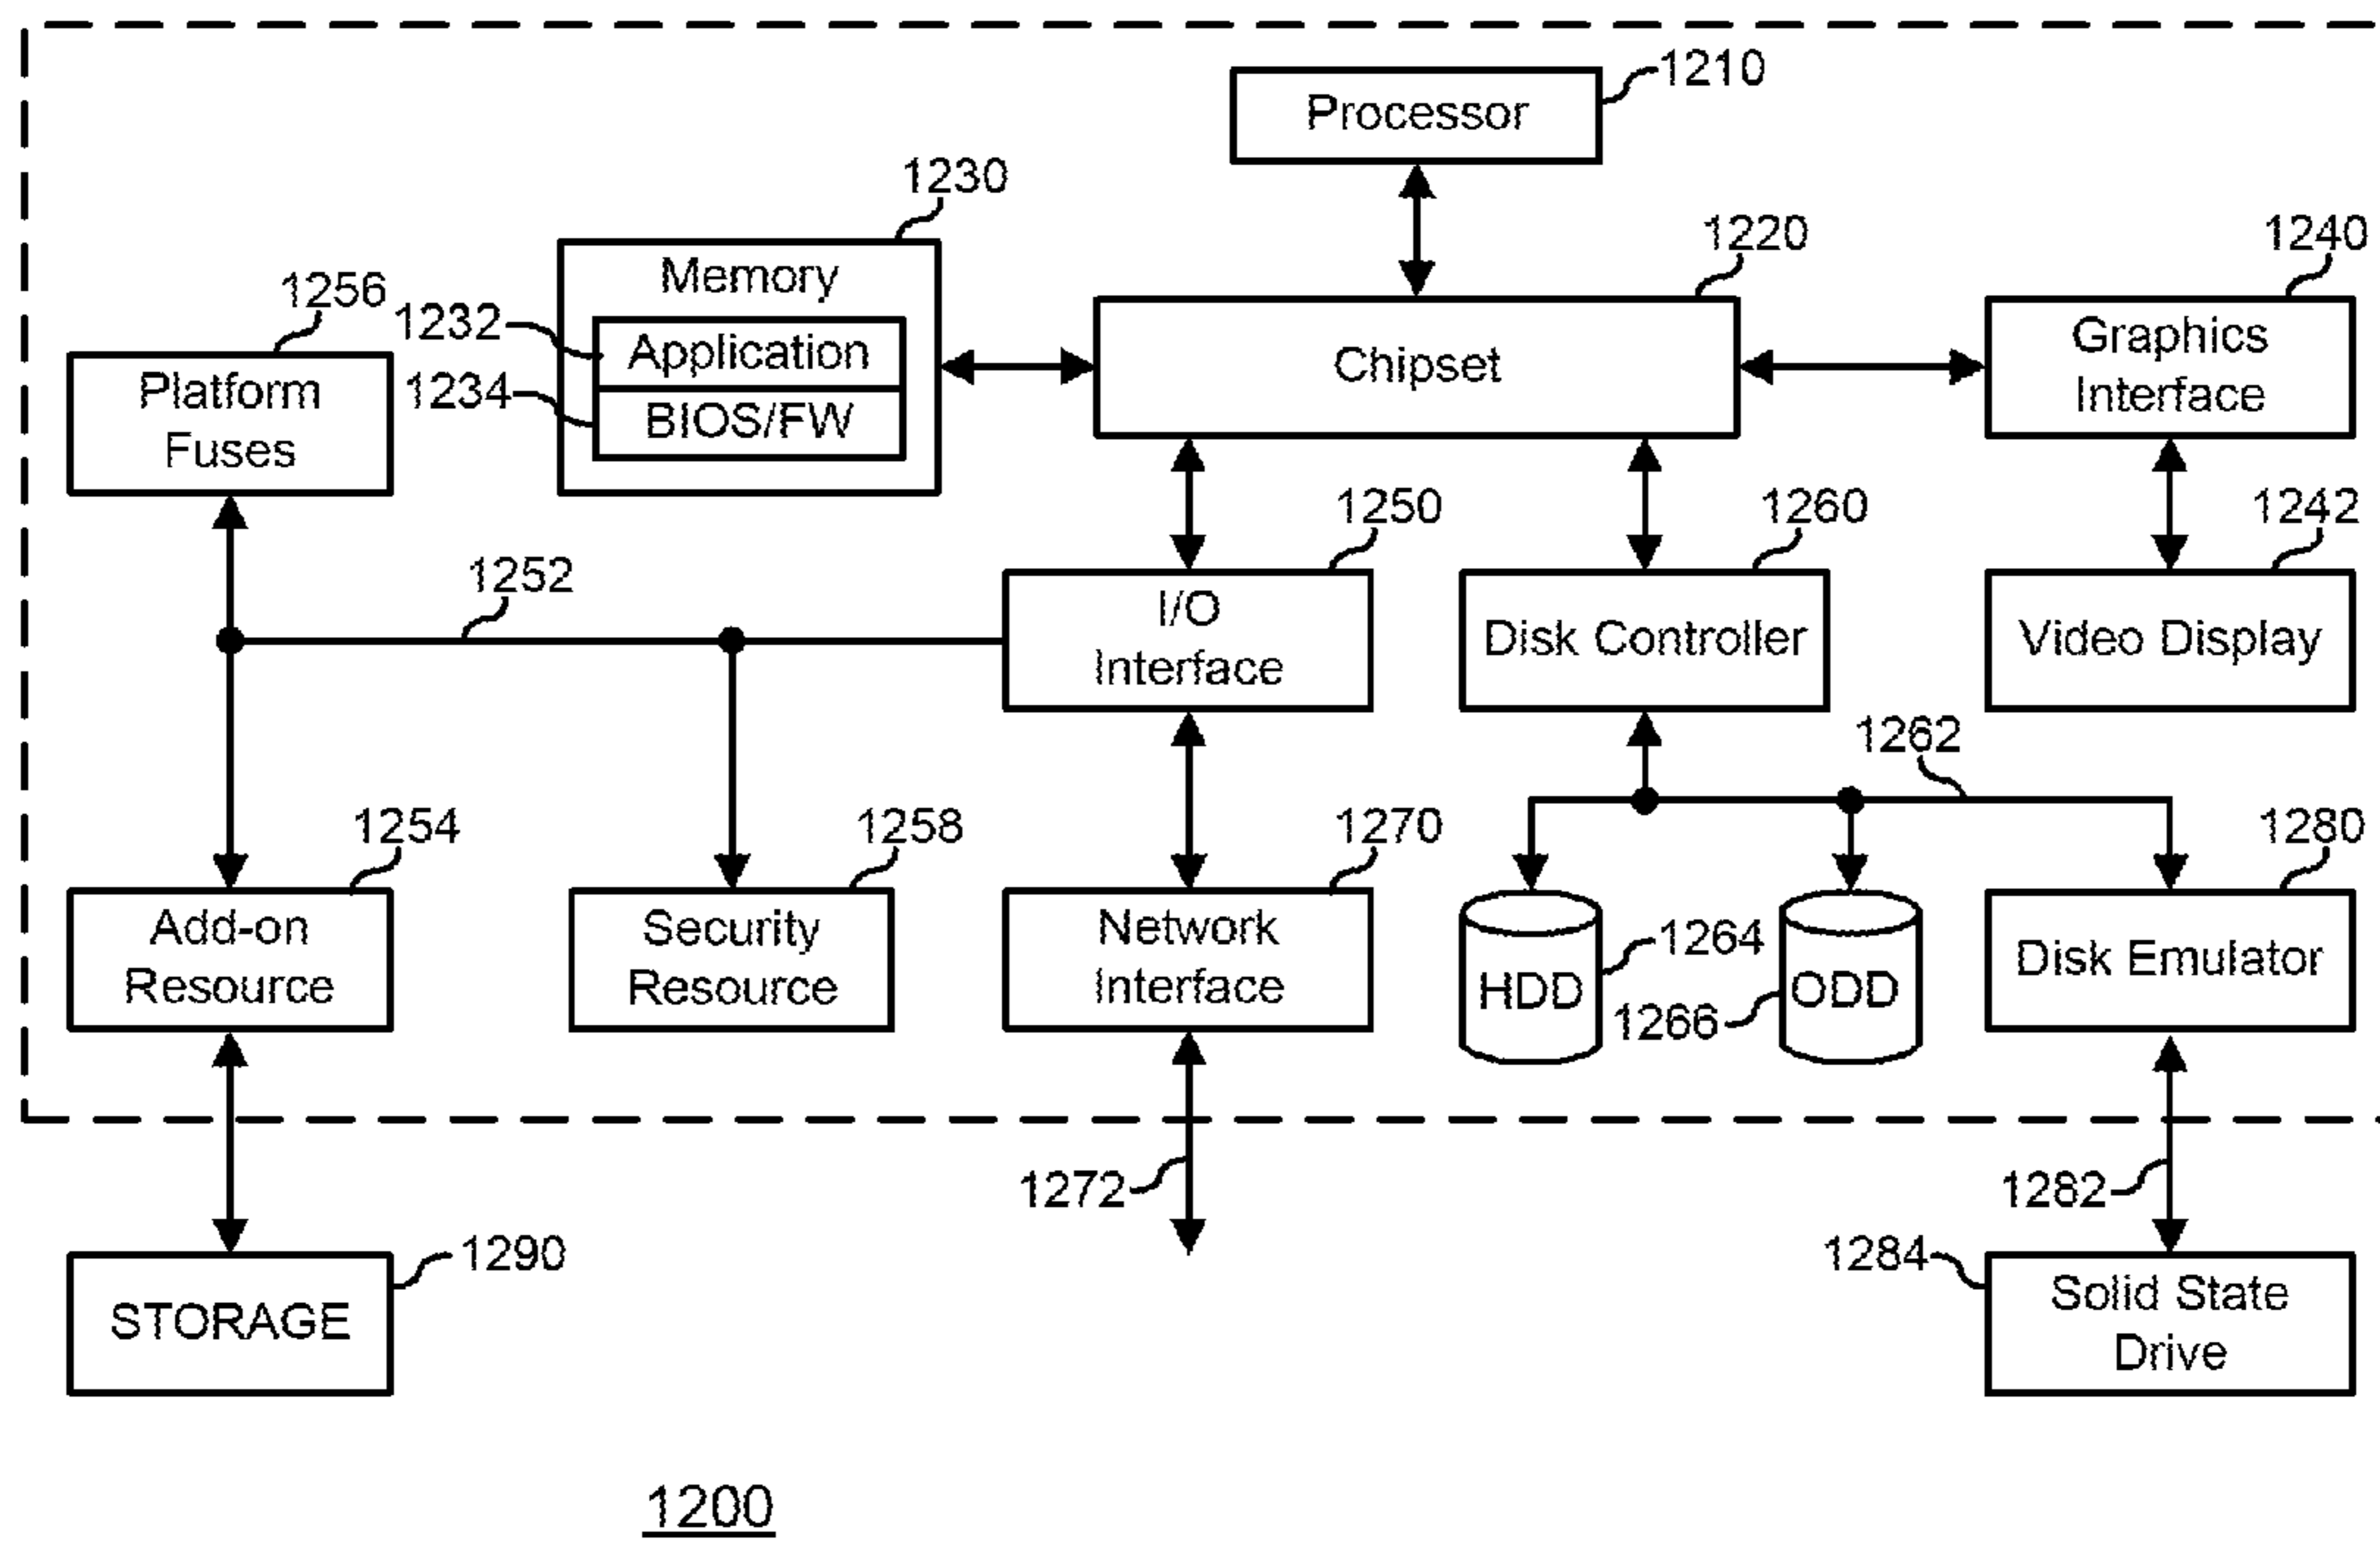 1210
Processor
1230
1220
1240
Memory
1256
1232
Application
Chipset
Graphics
Interface
Platform
Fuses
1234
BIOS/FW
1250
1260
1242
1252
I/O
Interface
Disk Controller
Video Display
1262
1254
1258
1270
1280
Add-on
Resource
Security
Resource
Network
Interface
HDD
1264
1266
ODD
Disk Emulator
1272
1282
1290
STORAGE
1284
Solid State
Drive
1200